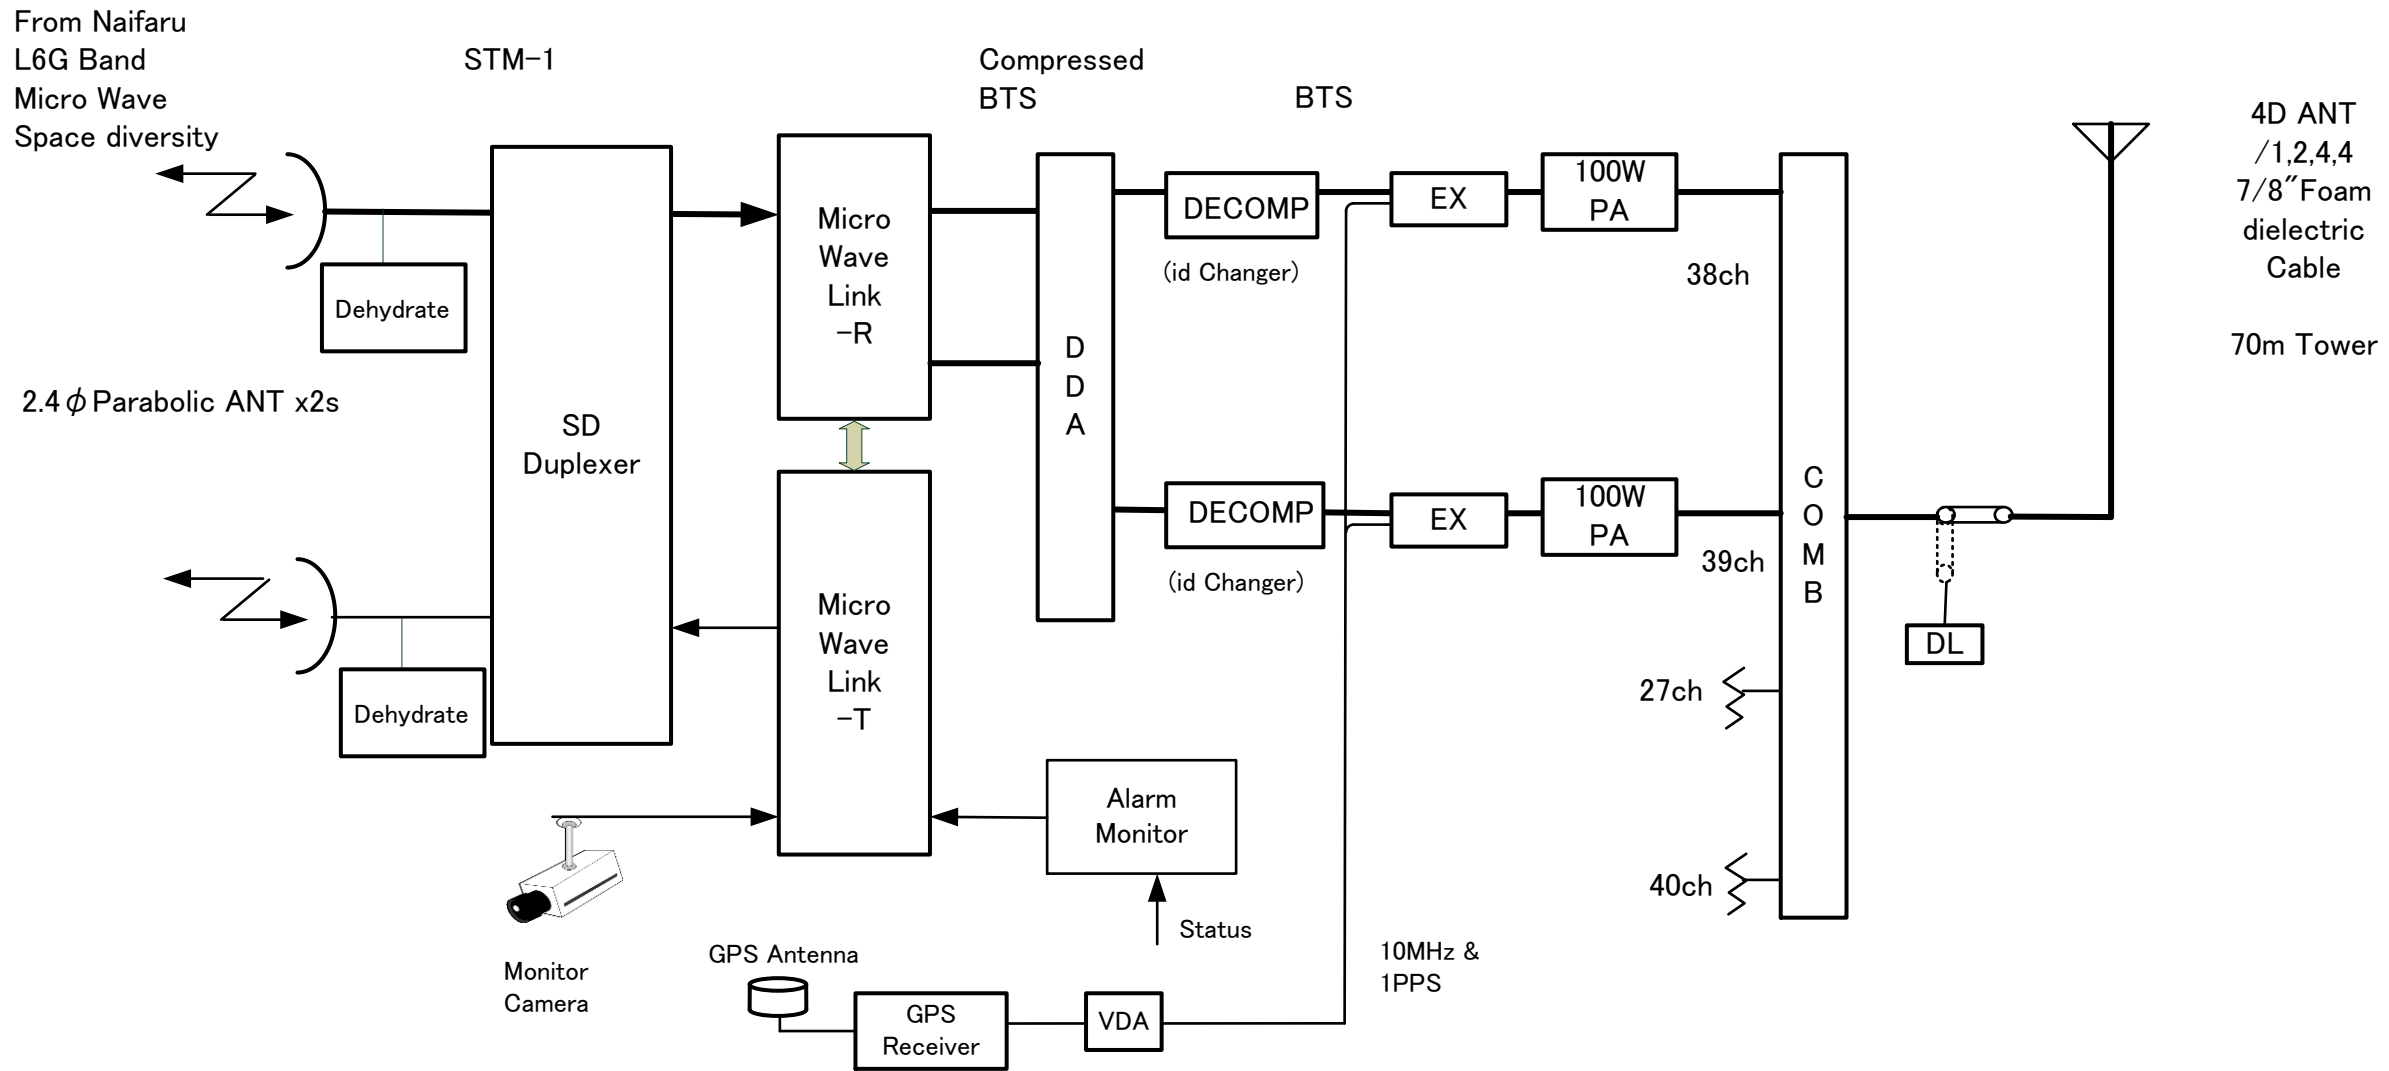 From Naifaru
L6G Band
Micro Wave
Space diversity
STM-1
Compressed
BTS
BTS
4D ANT
/1,2,4,4
7/8″Foam
dielectric
Cable
70m Tower
Dehydrate
2.4φParabolic ANT x2s
SD
Duplexer
Micro
Wave
Link
-R
D
D
A
DECOMP
(id Changer)
EX
100W
PA
38ch
DECOMP
(id Changer)
EX
100W
PA
39ch
C
O
M
B
27ch
40ch
DL
Dehydrate
Micro
Wave
Link
-T
Alarm
Monitor
Status
Monitor
Camera
GPS Antenna
GPS
Receiver
VDA
10MHz &
1PPS